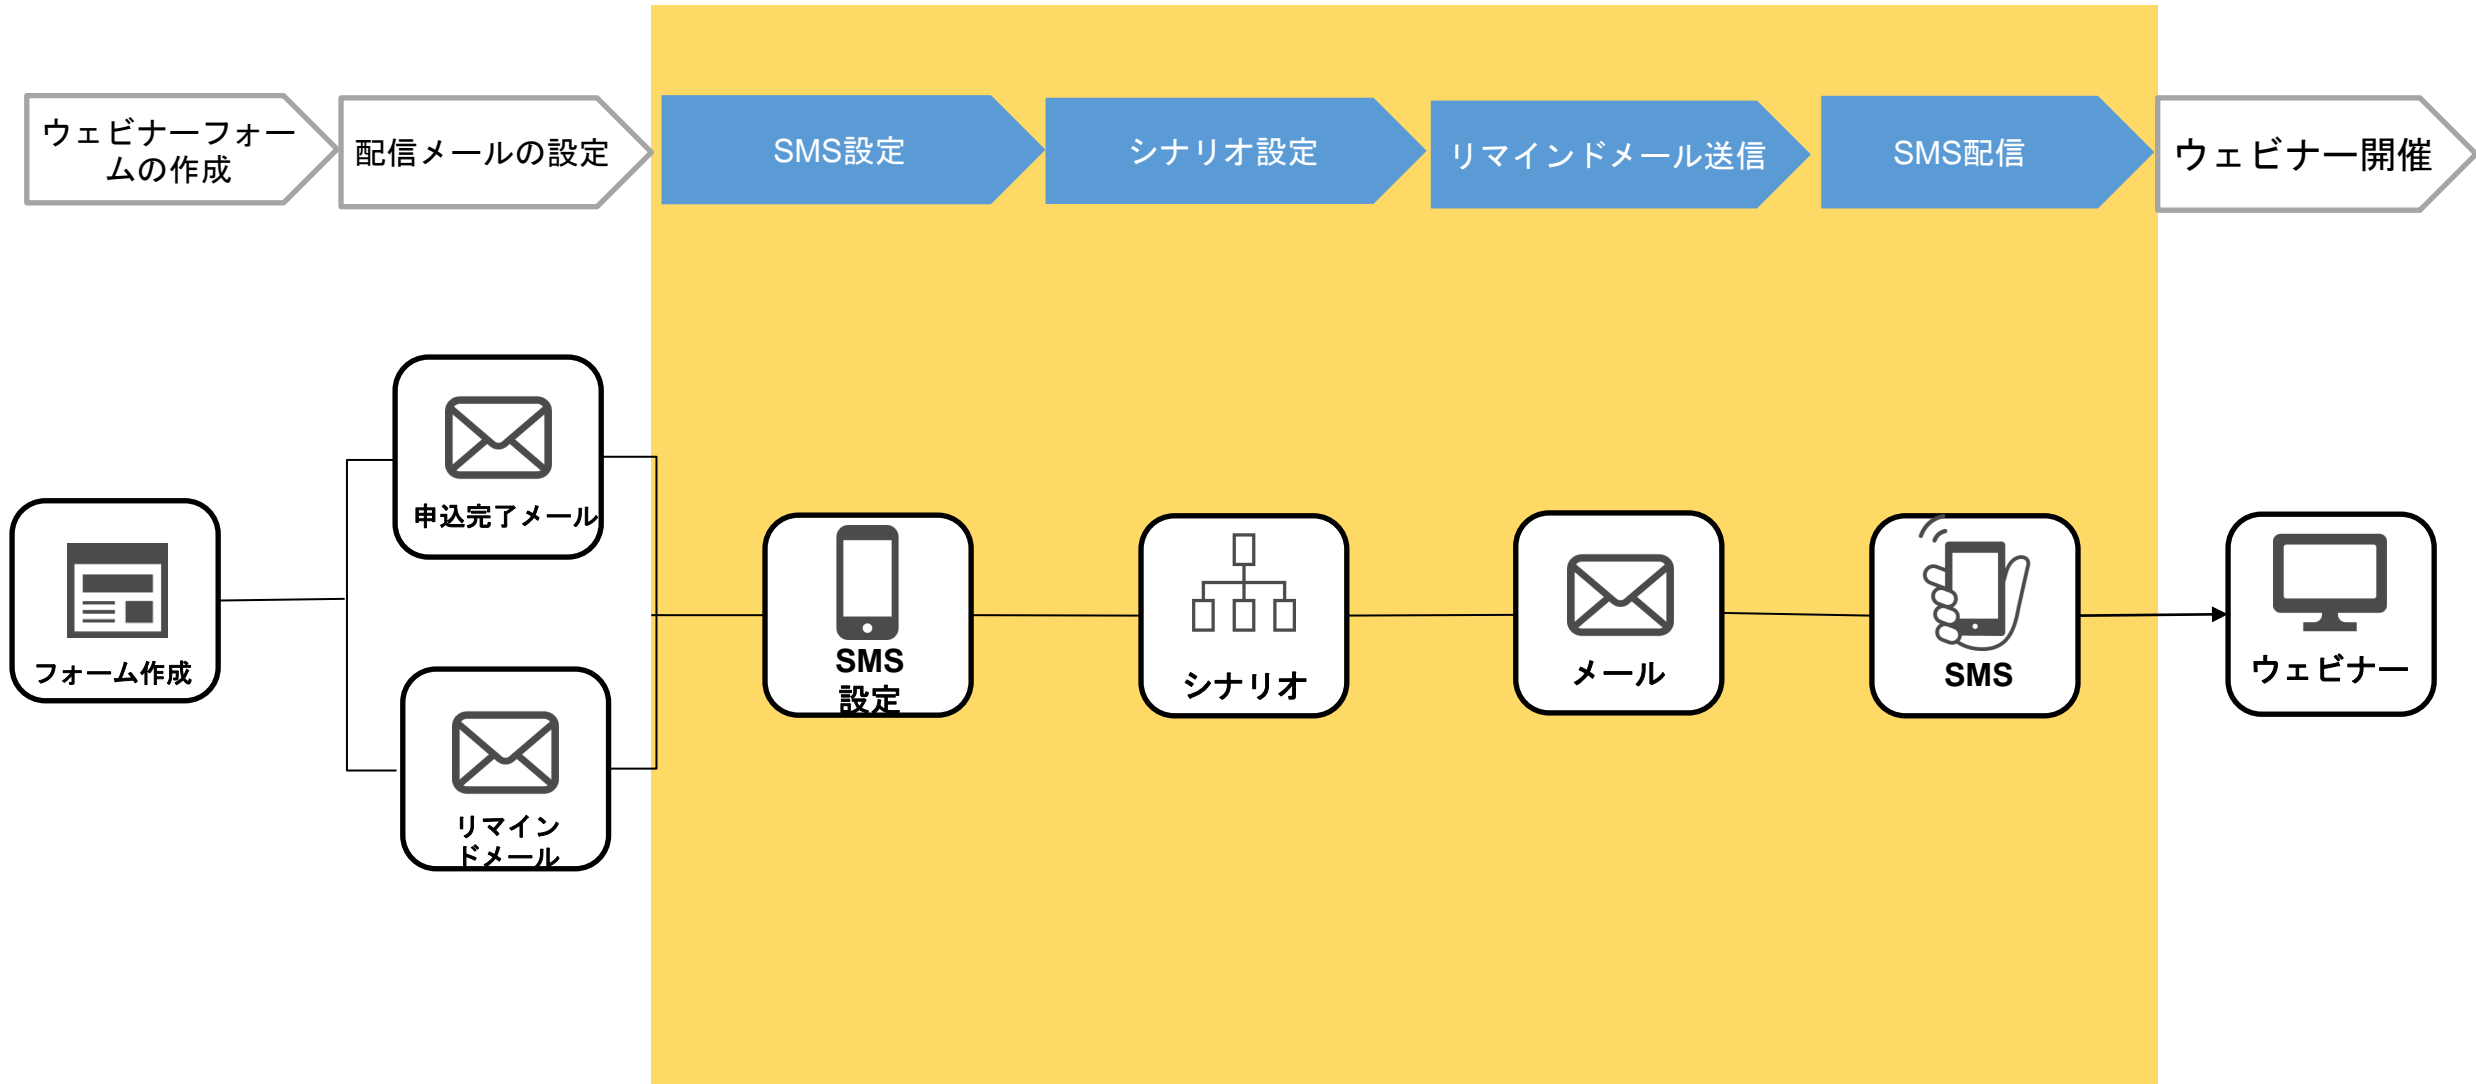 ウェビナーフォー
ムの作成
配信メールの設定
SMS設定
シナリオ設定
リマインドメール送信
SMS配信
ウェビナー開催
申込完了メール
フォーム作成
リマイン
ドメール
SMS
設定
シナリオ
メール
SMS
ウェビナー